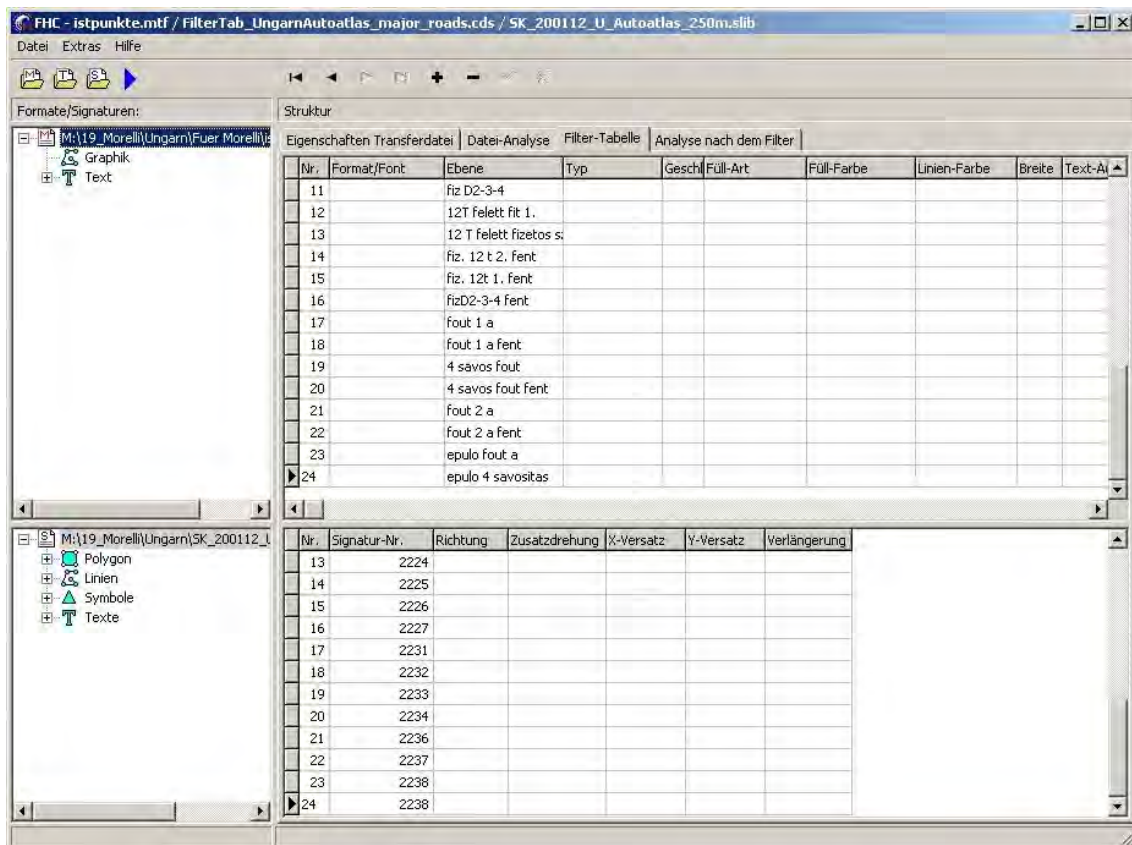 FHC - istpunkte.mtf / FilterTab_UngarnAutoatlas_major_roads.cds / SK_200112_U_Autoatlas_250m.slib
Datei Extras Hilfe
Formate/Signaturen:
M:\19_Morelli\Ungarn\Fuer Morelli\is
Graphik
Text
Struktur
Eigenschaften Transferdatei Datei-Analyse Filter-Tabelle Analyse nach dem Filter
Nr. Format/Font Ebene Typ Geschl Füll-Art Füll-Farbe Linien-Farbe Breite Text-Au
11 fiz D2-3-4
12 12T felett fit 1.
13 12 T felett fizetos sz
14 fiz. 12 t 2. fent
15 fiz. 12t 1. fent
16 fizD2-3-4 fent
17 fout 1 a
18 fout 1 a fent
19 4 savos fout
20 4 savos fout fent
21 fout 2 a
22 fout 2 a fent
23 epulo fout a
24 epulo 4 savositas
M:\19_Morelli\Ungarn\SK_200112_U
Polygon
Linien
Symbole
Texte
Nr. Signatur-Nr. Richtung Zusatzdrehung X-Versatz Y-Versatz Verlängerung
13 2224
14 2225
15 2226
16 2227
17 2231
18 2232
19 2233
20 2234
21 2236
22 2237
23 2238
24 2238